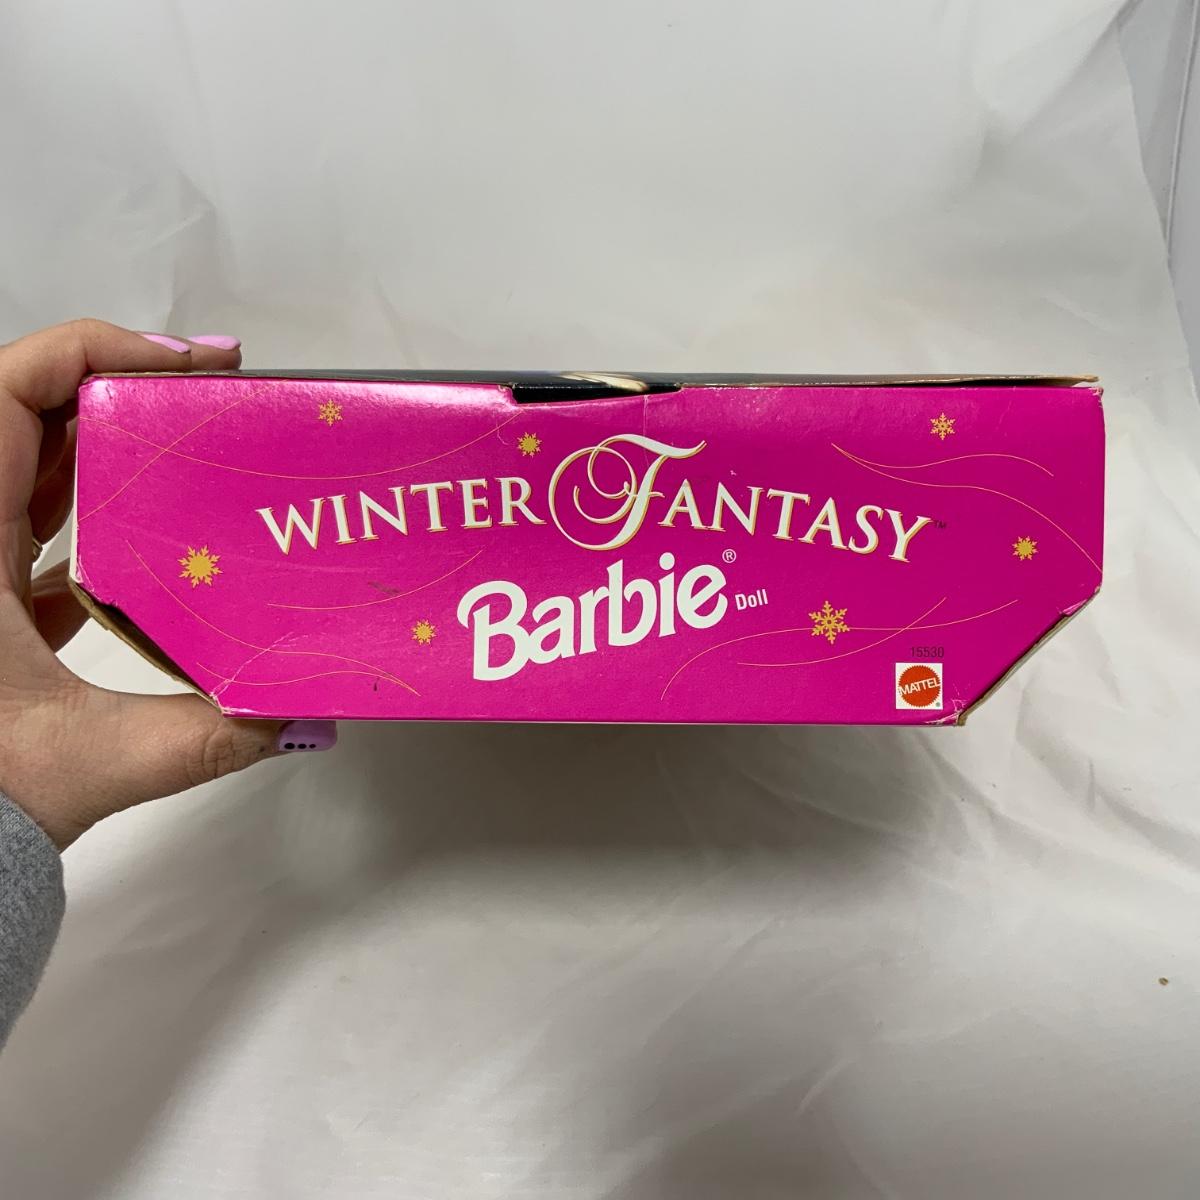 WINTER FANTASY™
Barbie® Doll
15530
MATTEL®